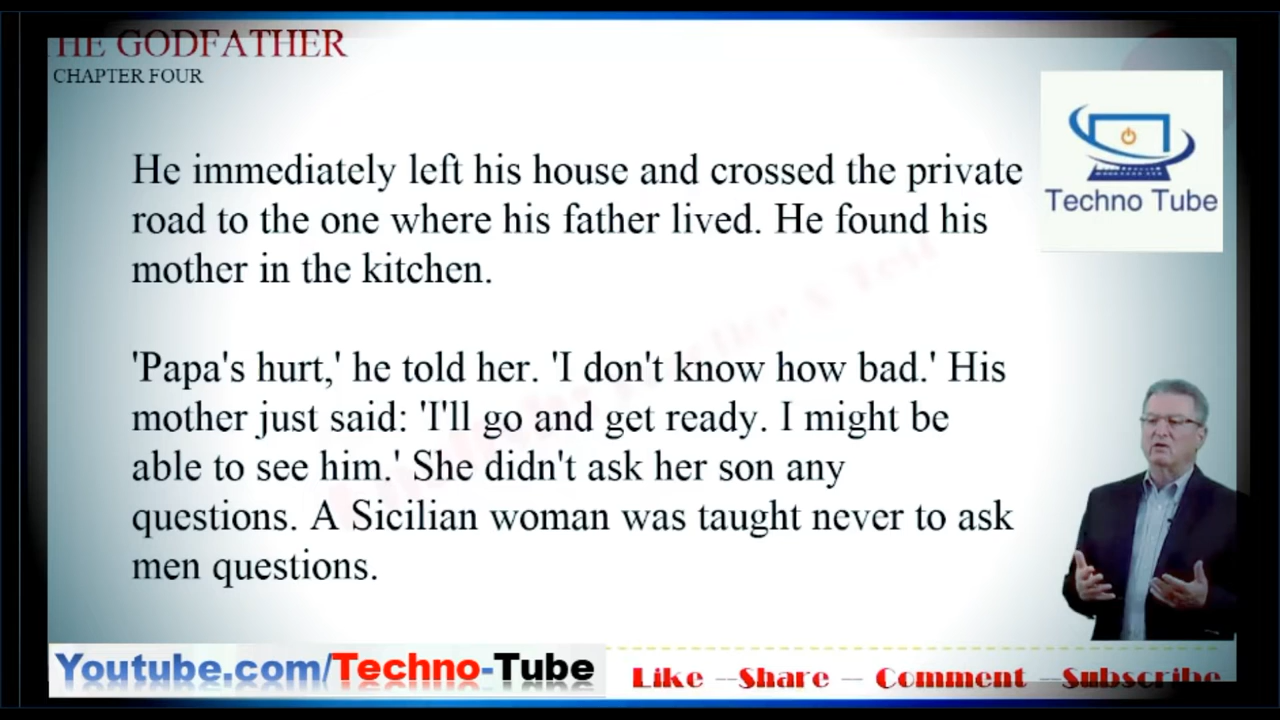 THE GODFATHER
CHAPTER FOUR
Techno Tube
He immediately left his house and crossed the private
road to the one where his father lived. He found his
mother in the kitchen.
'Papa's hurt,' he told her. 'I don't know how bad.' His
mother just said: 'I'll go and get ready. I might be
able to see him.' She didn't ask her son any
questions. A Sicilian woman was taught never to ask
men questions.
Youtube.com/Techno-Tube
Like --Share -- Comment --Subscribe